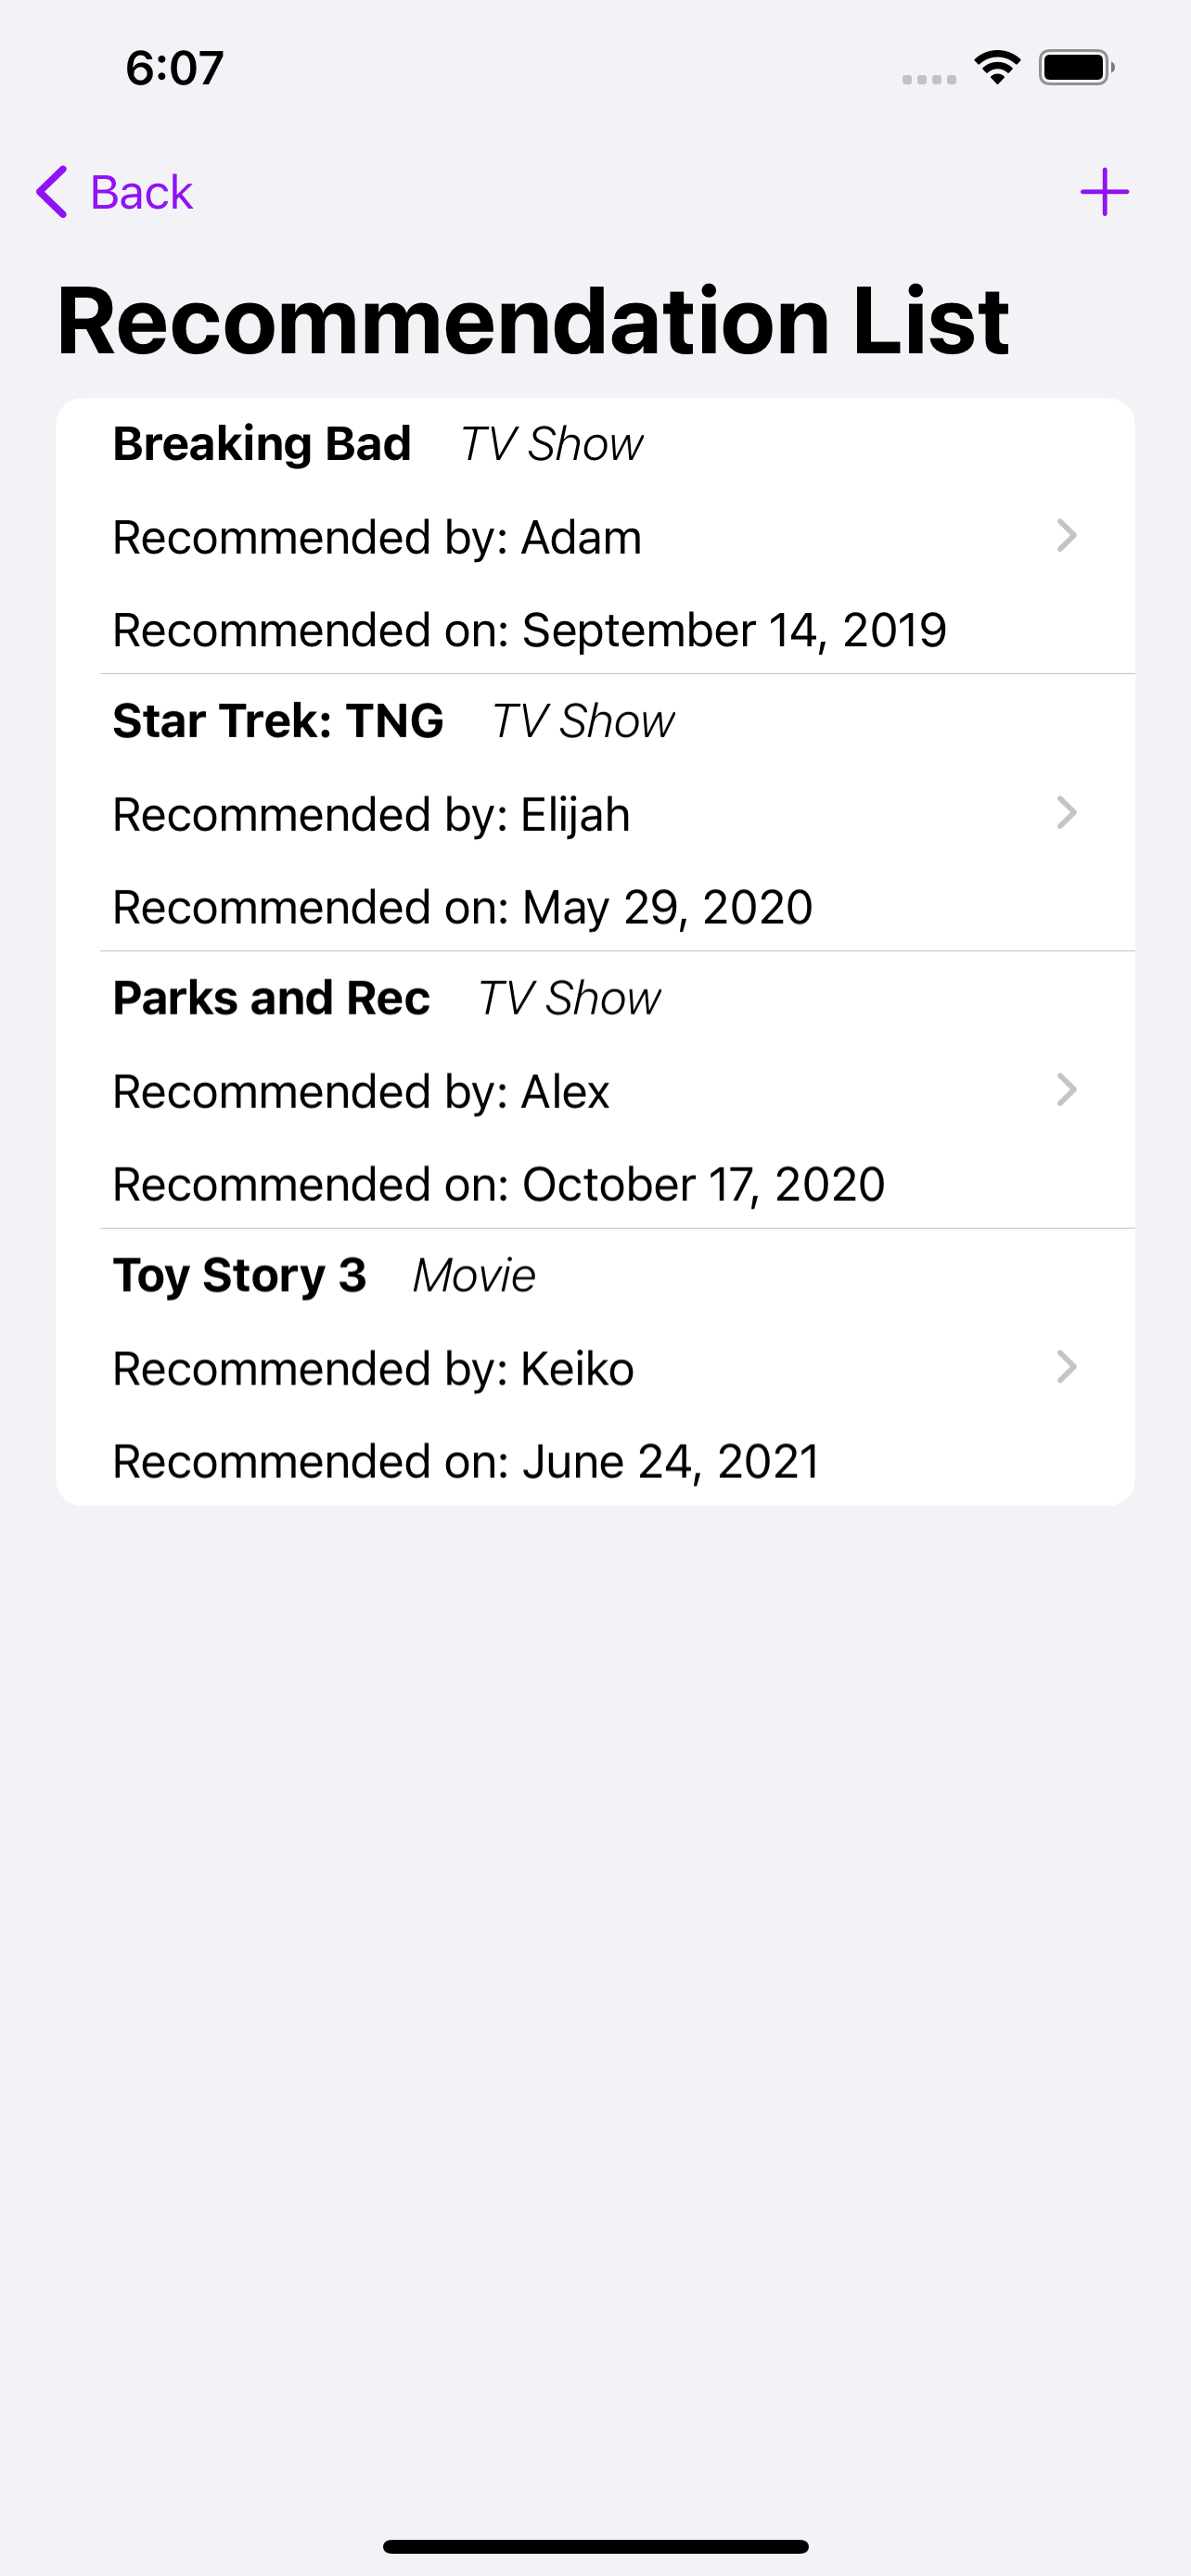 6:07
Back
Recommendation List
Breaking Bad TV Show
Recommended by: Adam
Recommended on: September 14, 2019
Star Trek: TNG TV Show
Recommended by: Elijah
Recommended on: May 29, 2020
Parks and Rec TV Show
Recommended by: Alex
Recommended on: October 17, 2020
Toy Story 3 Movie
Recommended by: Keiko
Recommended on: June 24, 2021